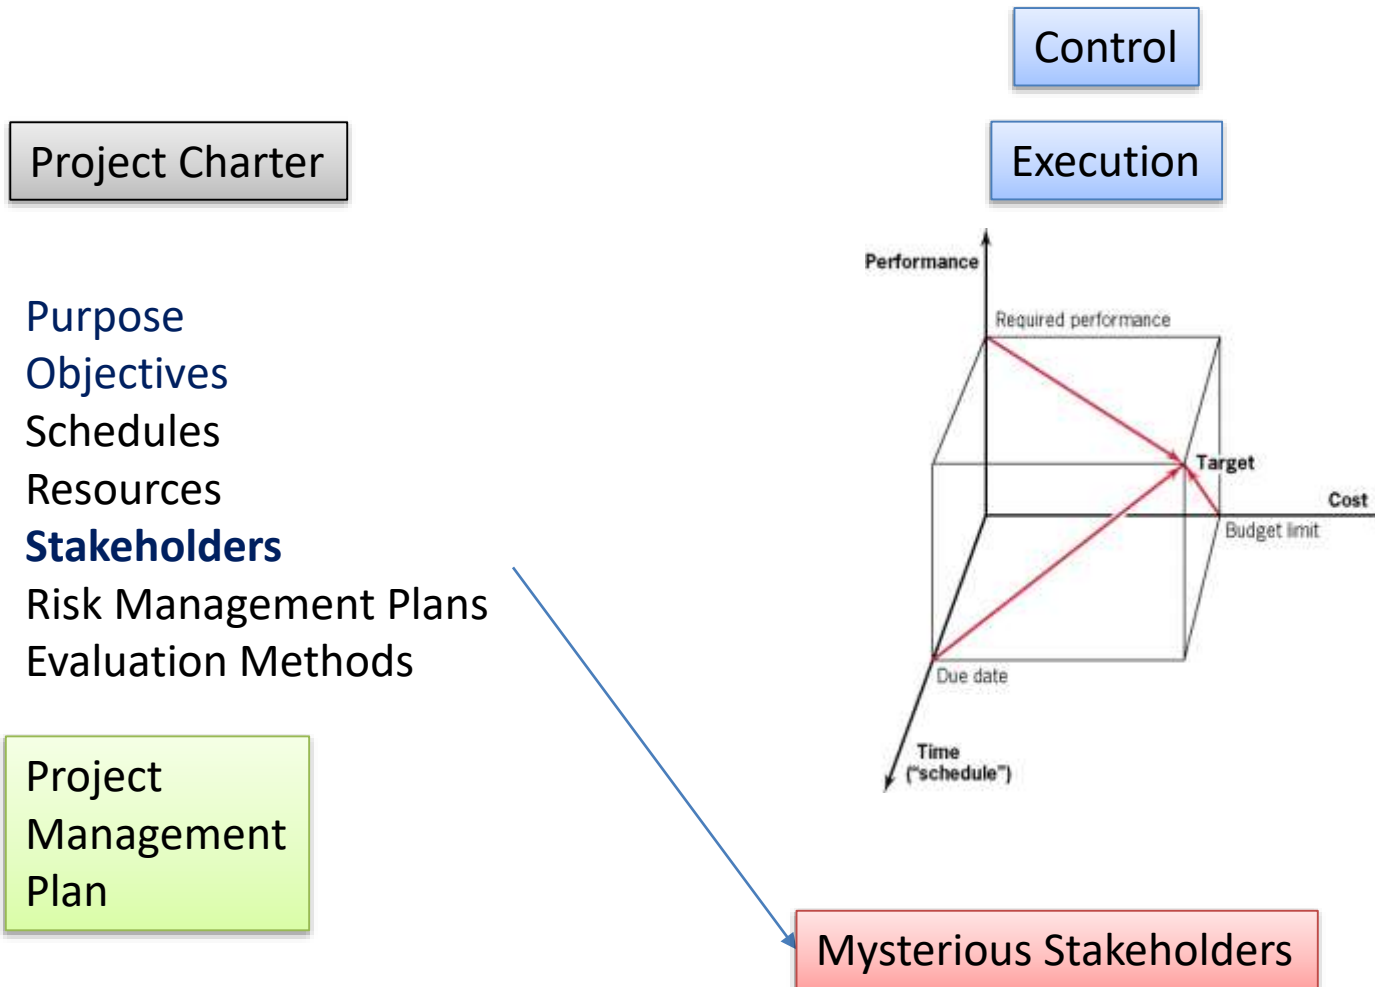 Control
Project Charter
Execution
Purpose
Objectives
Schedules
Resources
Stakeholders
Risk Management Plans
Evaluation Methods
Project
Management
Plan
Performance
Required performance
Target
Cost
Budget limit
Due date
Time
("schedule")
Mysterious Stakeholders